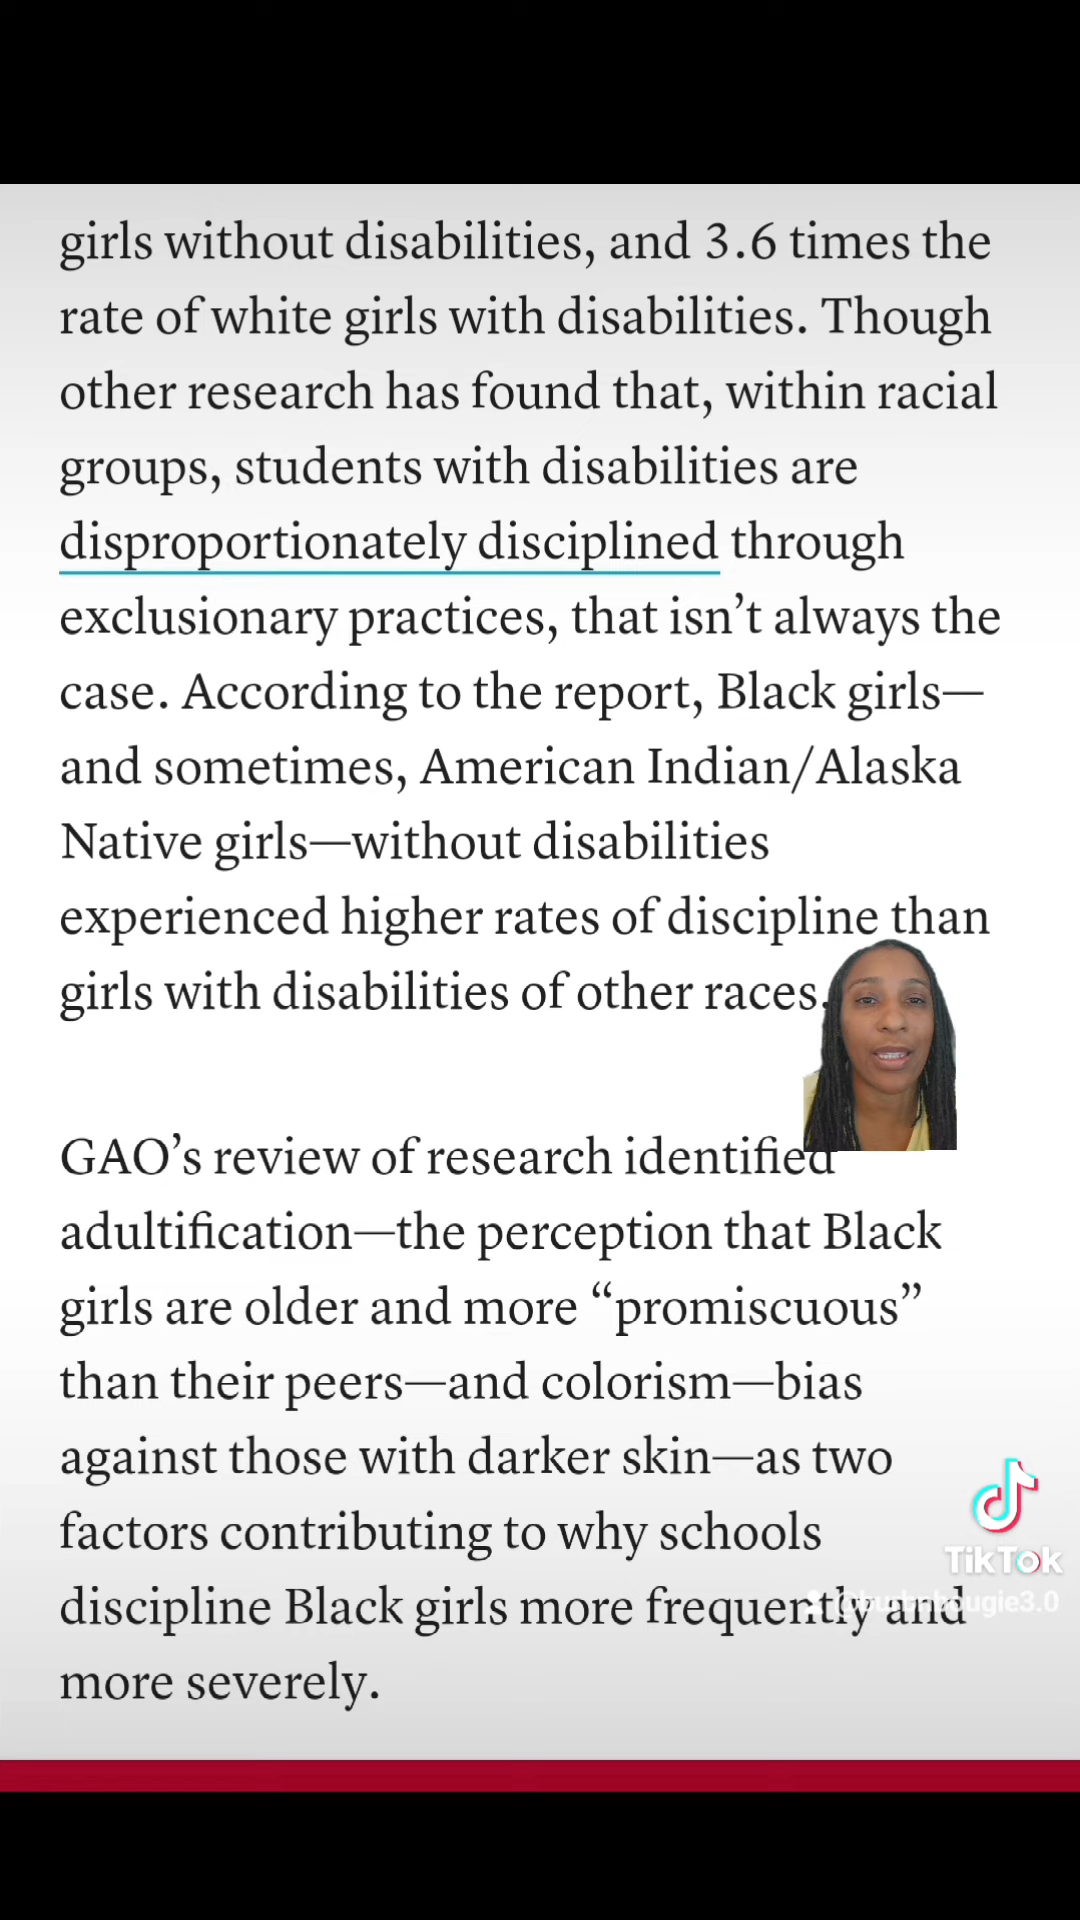 girls without disabilities, and 3.6 times the
rate of white girls with disabilities. Though
other research has found that, within racial
groups, students with disabilities are
disproportionately disciplined through
exclusionary practices, that isn’t always the
case. According to the report, Black girls—
and sometimes, American Indian/Alaska
Native girls—without disabilities
experienced higher rates of discipline than
girls with disabilities of other races.
GAO’s review of research identified
adultification—the perception that Black
girls are older and more “promiscuous”
than their peers—and colorism—bias
against those with darker skin—as two
factors contributing to why schools
discipline Black girls more frequently and
more severely.
TikTok